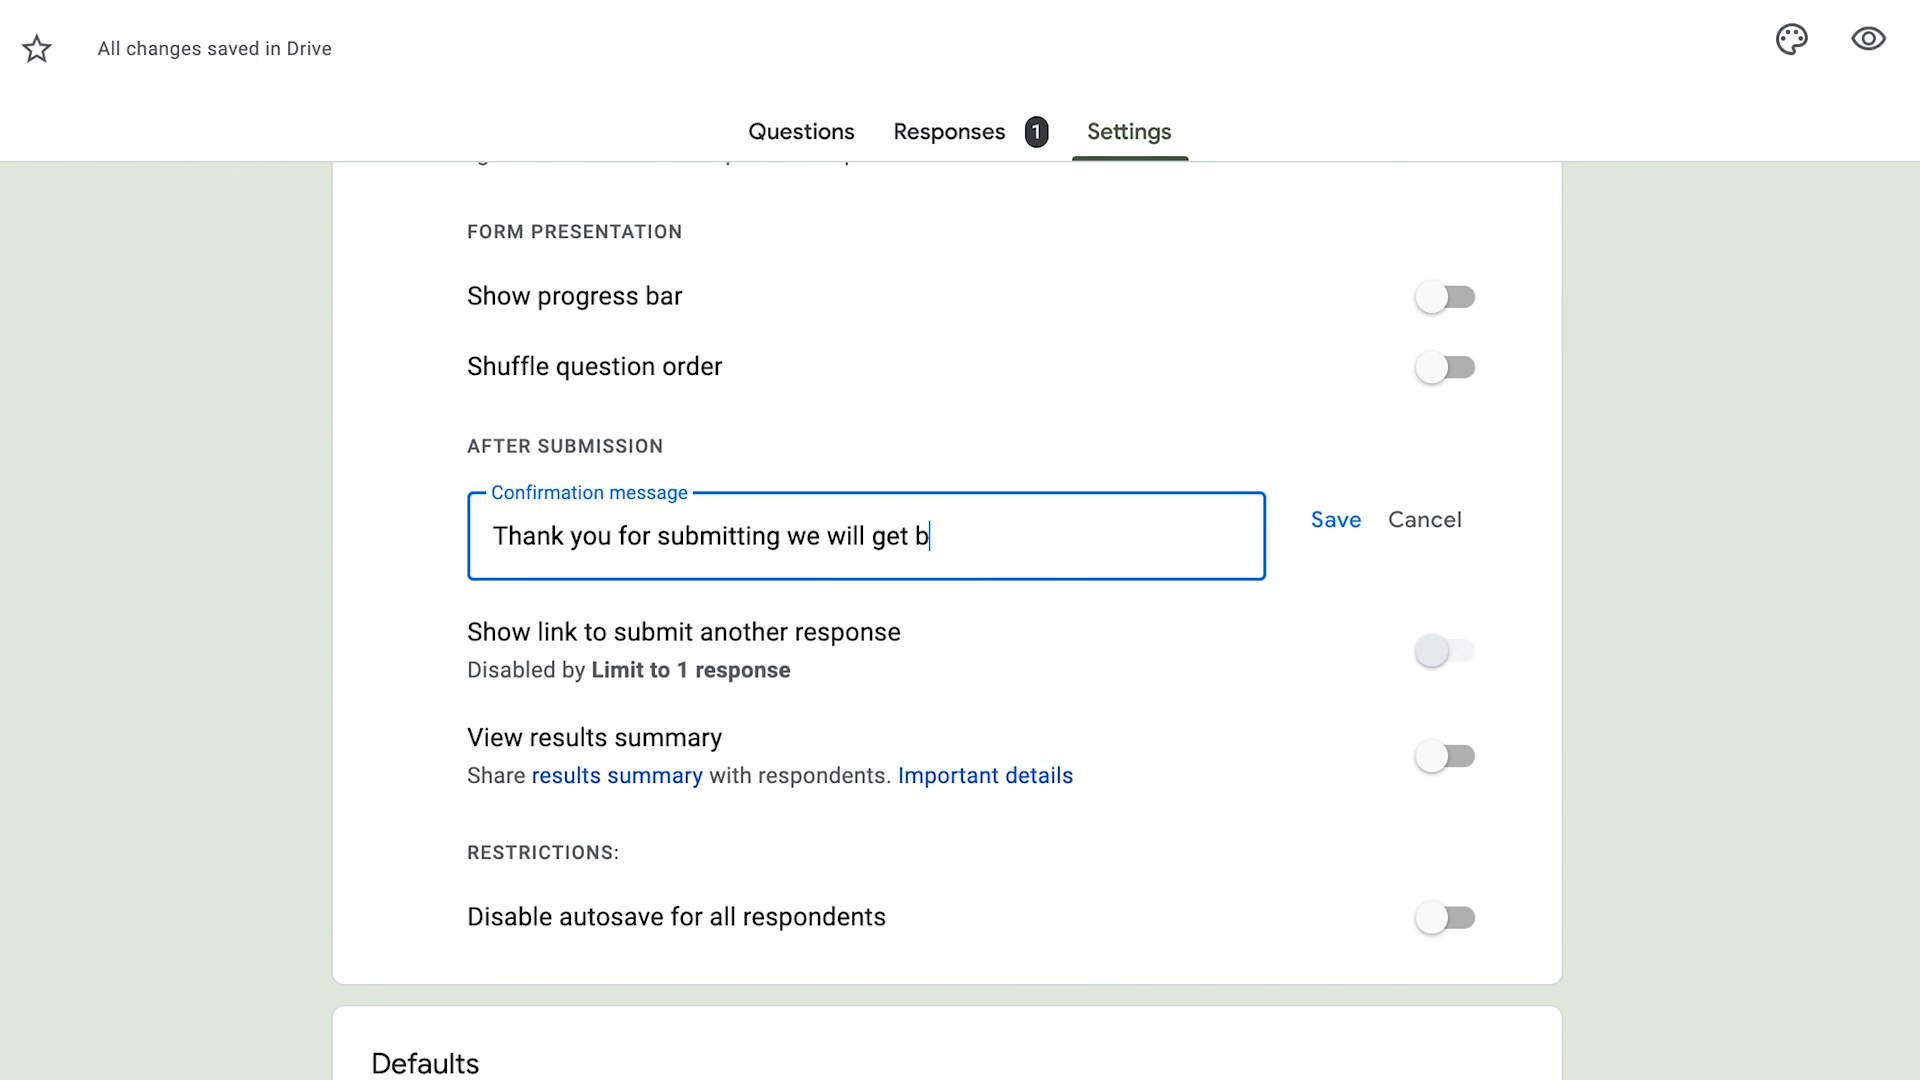 All changes saved in Drive
Questions
Responses 1
Settings
FORM PRESENTATION
Show progress bar
Shuffle question order
AFTER SUBMISSION
Confirmation message
Thank you for submitting we will get b
Save Cancel
Show link to submit another response
Disabled by Limit to 1 response
View results summary
Share results summary with respondents. Important details
RESTRICTIONS:
Disable autosave for all respondents
Defaults